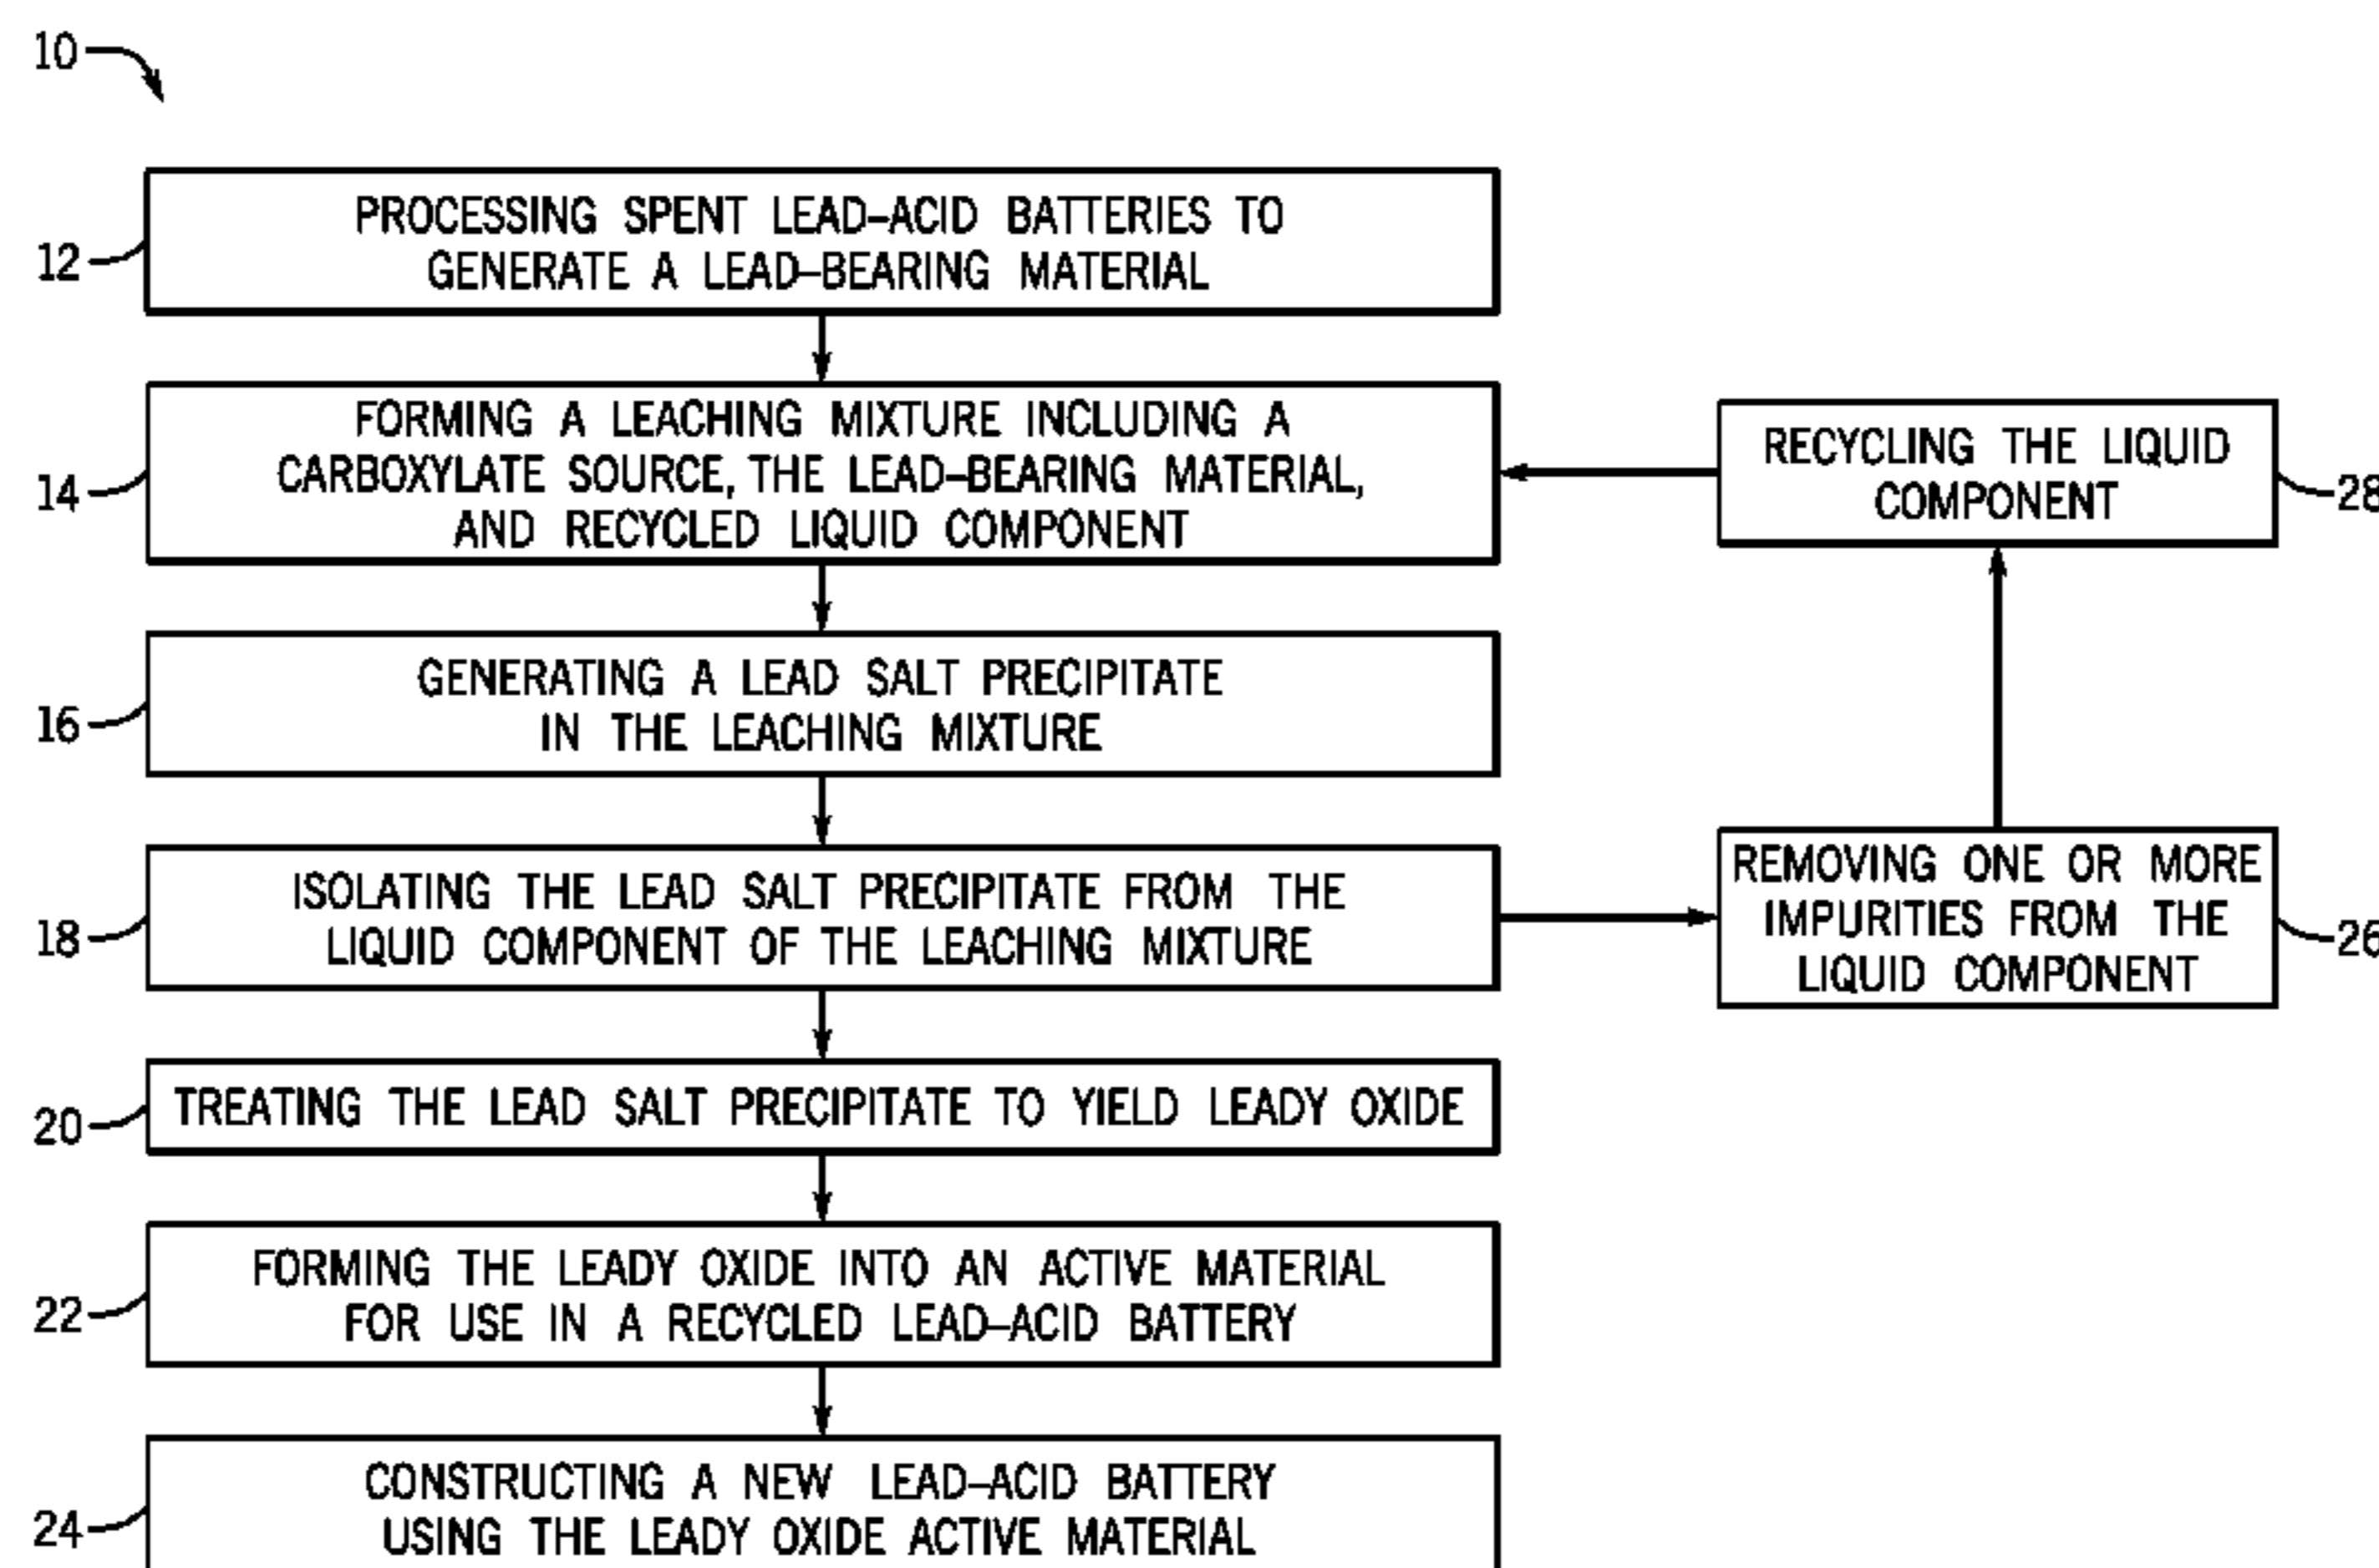 10
12
PROCESSING SPENT LEAD-ACID BATTERIES TO
GENERATE A LEAD-BEARING MATERIAL
14
FORMING A LEACHING MIXTURE INCLUDING A
CARBOXYLATE SOURCE, THE LEAD-BEARING MATERIAL,
AND RECYCLED LIQUID COMPONENT
RECYCLING THE LIQUID
COMPONENT
28
16
GENERATING A LEAD SALT PRECIPITATE
IN THE LEACHING MIXTURE
18
ISOLATING THE LEAD SALT PRECIPITATE FROM THE
LIQUID COMPONENT OF THE LEACHING MIXTURE
REMOVING ONE OR MORE
IMPURITIES FROM THE
LIQUID COMPONENT
26
20
TREATING THE LEAD SALT PRECIPITATE TO YIELD LEADY OXIDE
22
FORMING THE LEADY OXIDE INTO AN ACTIVE MATERIAL
FOR USE IN A RECYCLED LEAD-ACID BATTERY
24
CONSTRUCTING A NEW LEAD-ACID BATTERY
USING THE LEADY OXIDE ACTIVE MATERIAL